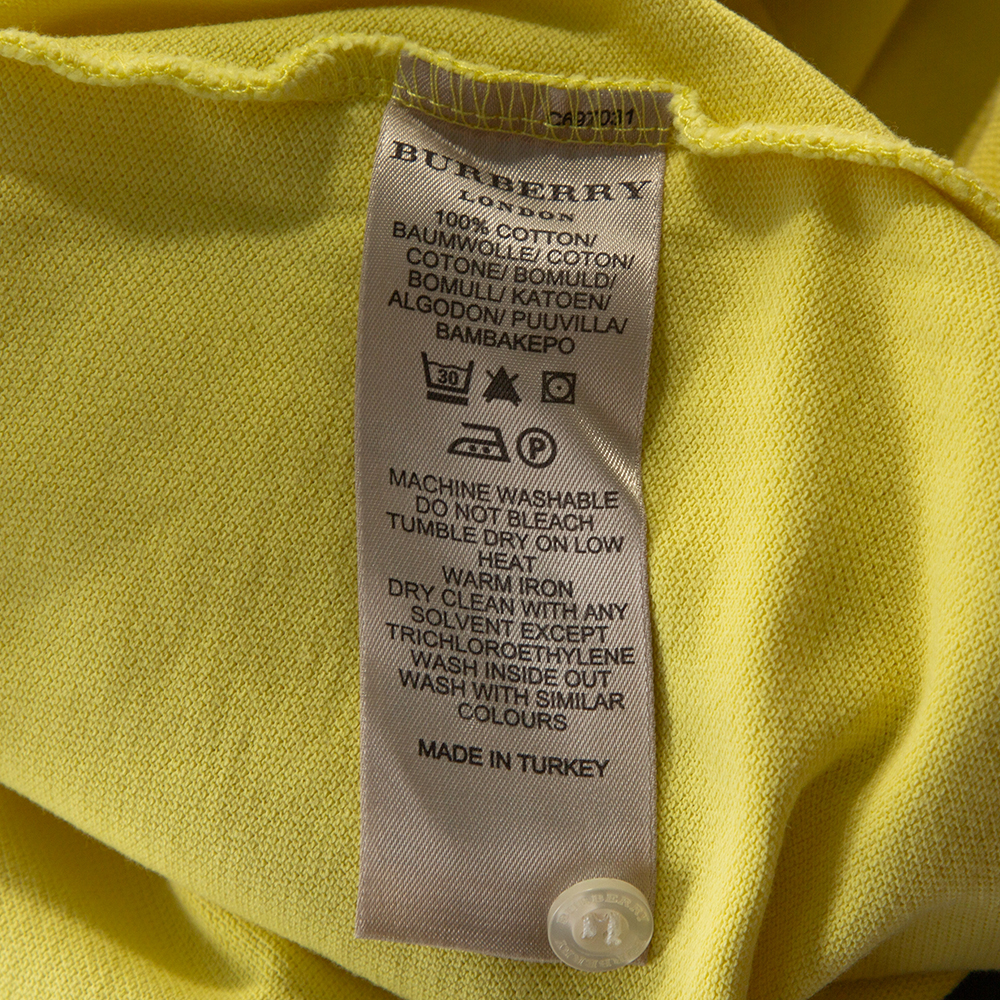 CA97031
BURBERRY
LONDON
100% COTTON/
BAUMWOLLE/ COTON/
COTONE/ BOMULD/
BOMULL/ KATOEN/
ALGODON/ PUUVILLA/
BAMBAKEPO
30
P
MACHINE WASHABLE
DO NOT BLEACH
TUMBLE DRY ON LOW
HEAT
WARM IRON
DRY CLEAN WITH ANY
SOLVENT EXCEPT
TRICHLOROETHYLENE
WASH INSIDE OUT
WASH WITH SIMILAR
COLOURS
MADE IN TURKEY